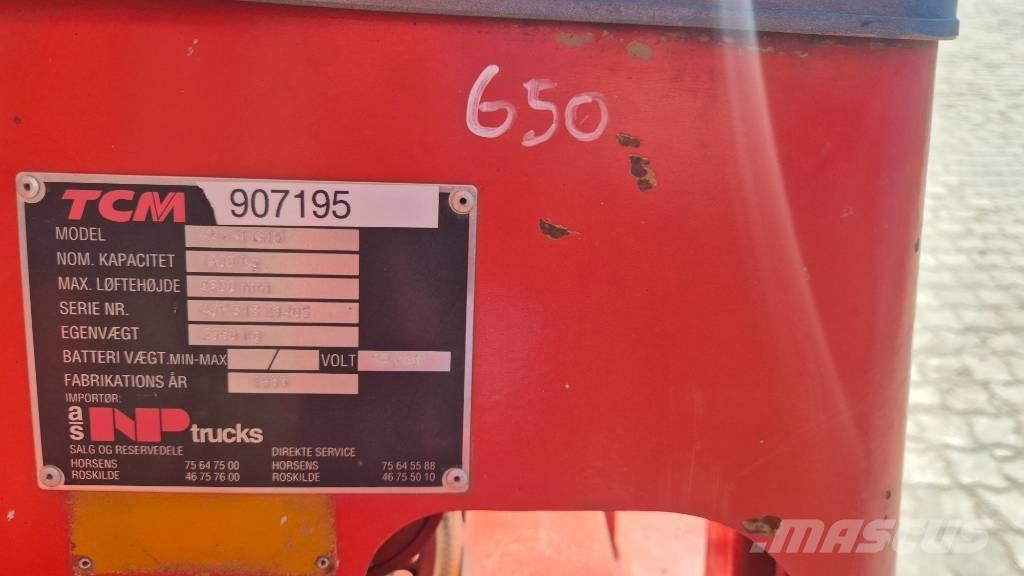 650
TCM 907195
MODEL
NOM. KAPACITET
MAX. LØFTEHØJDE
SERIE NR.
EGENVÆGT
BATTERI VÆGT. MIN-MAX / VOLT
FABRIKATIONS ÅR
IMPORTØR:
a/s NP trucks
SALG OG RESERVEDELE DIREKTE SERVICE
HORSENS 75 64 75 00 HORSENS 75 64 55 88
ROSKILDE 46 75 76 00 ROSKILDE 46 75 50 10
MASCUS